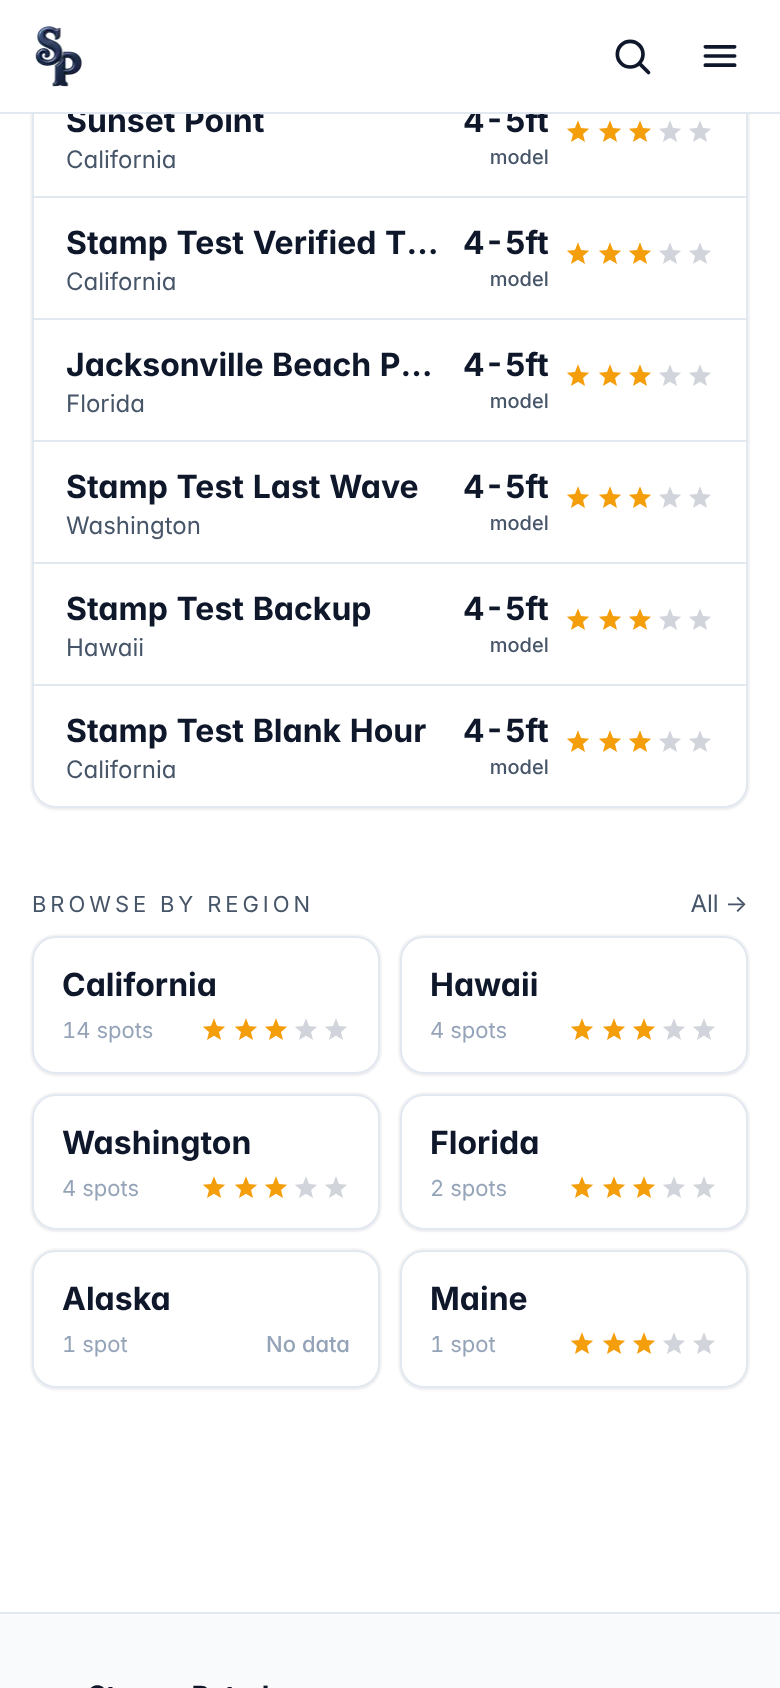 SP
Sunset Point
4-5ft
California
model
Stamp Test Verified T...
4-5ft
California
model
Jacksonville Beach P...
4-5ft
Florida
model
Stamp Test Last Wave
4-5ft
Washington
model
Stamp Test Backup
4-5ft
Hawaii
model
Stamp Test Blank Hour
4-5ft
California
model
BROWSE BY REGION
All →
California
14 spots
Hawaii
4 spots
Washington
4 spots
Florida
2 spots
Alaska
1 spot
No data
Maine
1 spot